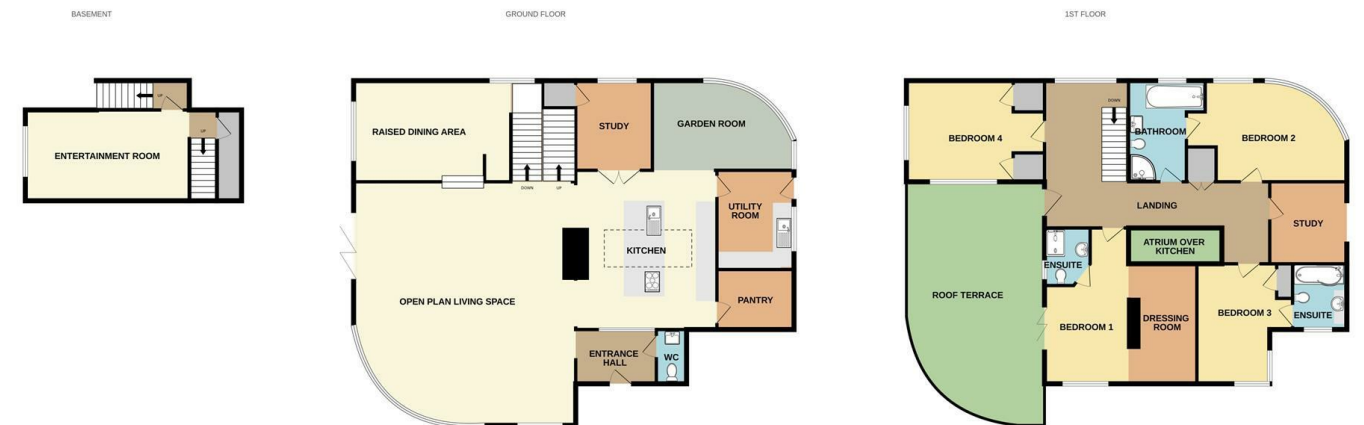 BASEMENT
GROUND FLOOR
1ST FLOOR
UP
UP
ENTERTAINMENT ROOM
RAISED DINING AREA
STUDY
GARDEN ROOM
DOWN
UP
UTILITY
ROOM
KITCHEN
OPEN PLAN LIVING SPACE
PANTRY
ENTRANCE
HALL
WC
DOWN
BEDROOM 4
BATHROOM
BEDROOM 2
LANDING
STUDY
ATRIUM OVER
KITCHEN
ENSUITE
ROOF TERRACE
BEDROOM 1
DRESSING
ROOM
BEDROOM 3
ENSUITE